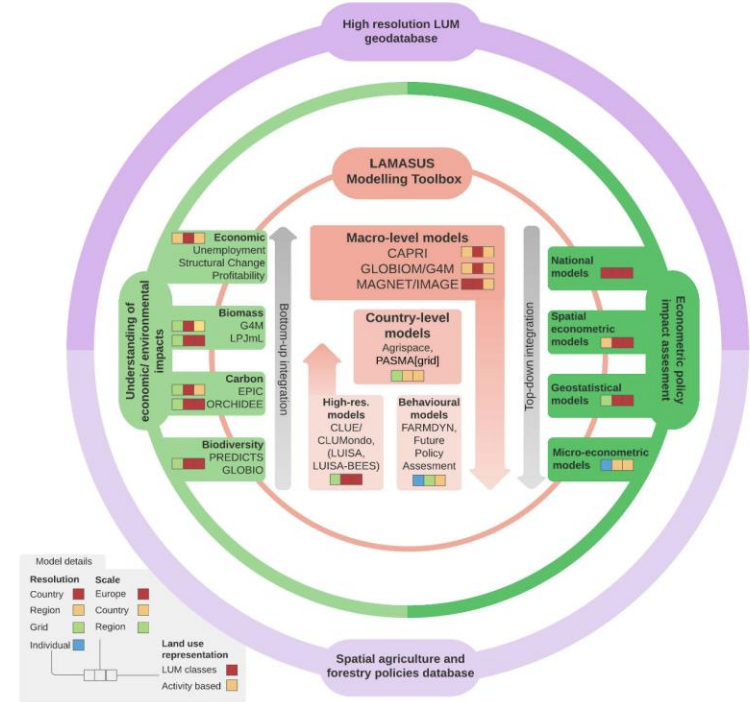 High resolution LUM
geodatabase
LAMASUS
Modelling Toolbox
Understanding of
economic/ environmental
impacts
Economic
Unemployment
Structural Change
Profitability
Biomass
G4M
LPJmL
Carbon
EPIC
ORCHIDEE
Biodiversity
PREDICTS
GLOBIO
Bottom-up integration
Macro-level models
CAPRI
GLOBIOM/G4M
MAGNET/IMAGE
Country-level
models
Agrispace,
PASMA[grid]
High-res.
models
CLUE/
CLUMondo,
(LUISA,
LUISA-BEES)
Behavioural
models
FARMDYN,
Future
Policy
Assesment
Top-down integration
National
models
Spatial
econometric
models
Geostatistical
models
Micro-econometric
models
Econometric policy
impact assesment
Spatial agriculture and
forestry policies database
Model details
Resolution Scale
Country Europe
Region Country
Grid Region
Individual
Land use
representation
LUM classes
Activity based